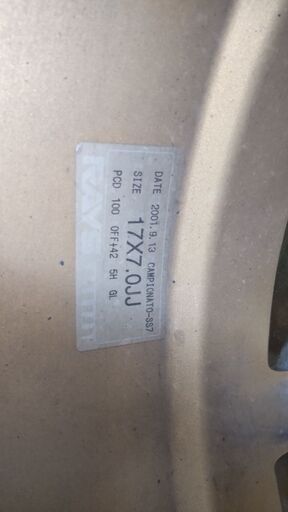 DATE 2001.9.13 CAMPIONATO-SS7
SIZE 17X7.0JJ
PCD 100 OFF+42 5H GL